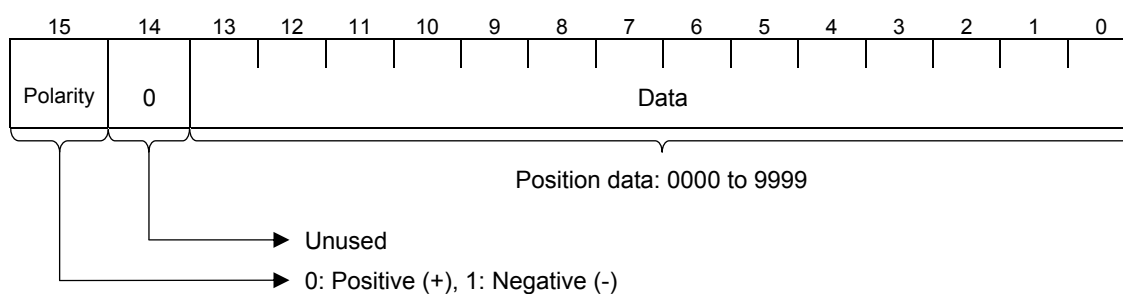 15 14 13 12 11 10 9 8 7 6 5 4 3 2 1 0
Polarity 0 Data
Position data: 0000 to 9999
Unused
0: Positive (+), 1: Negative (-)